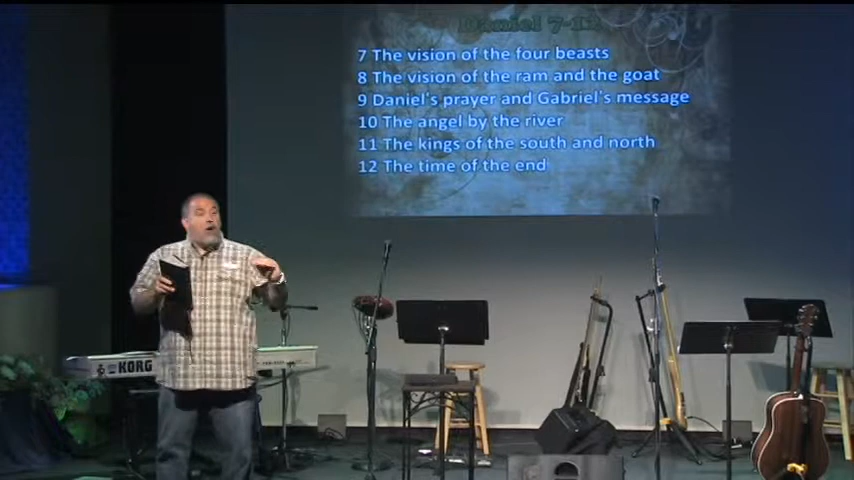 Daniel 7-12
7 The vision of the four beasts
8 The vision of the ram and the goat
9 Daniel's prayer and Gabriel's message
10 The angel by the river
11 The kings of the south and north
12 The time of the end